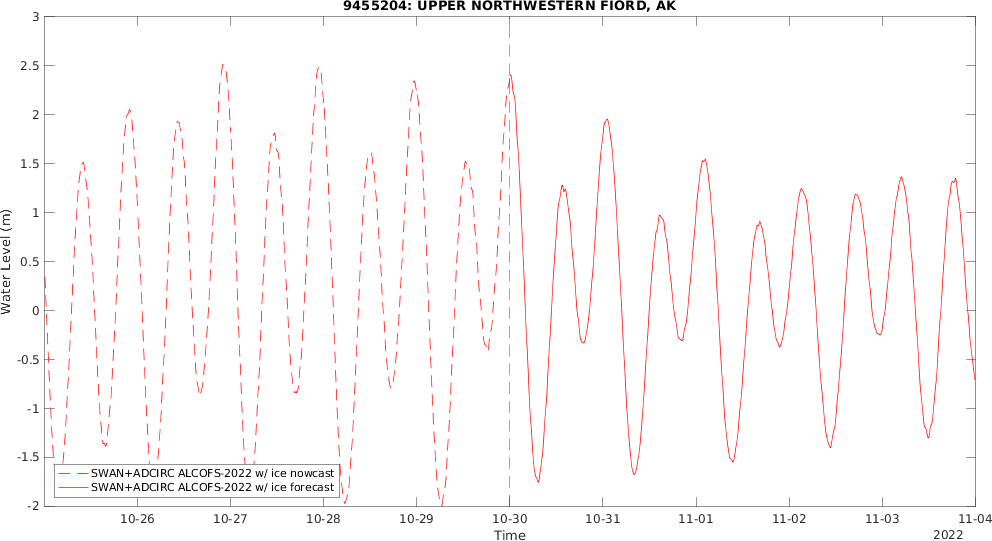 9455204: UPPER NORTHWESTERN FIORD, AK
3
2.5
2
1.5
1
0.5
0
-0.5
-1
-1.5
-2
Water Level (m)
SWAN+ADCIRC ALCOFS-2022 w/ ice nowcast
SWAN+ADCIRC ALCOFS-2022 w/ ice forecast
10-26 10-27 10-28 10-29 10-30 10-31 11-01 11-02 11-03 11-04
Time
2022